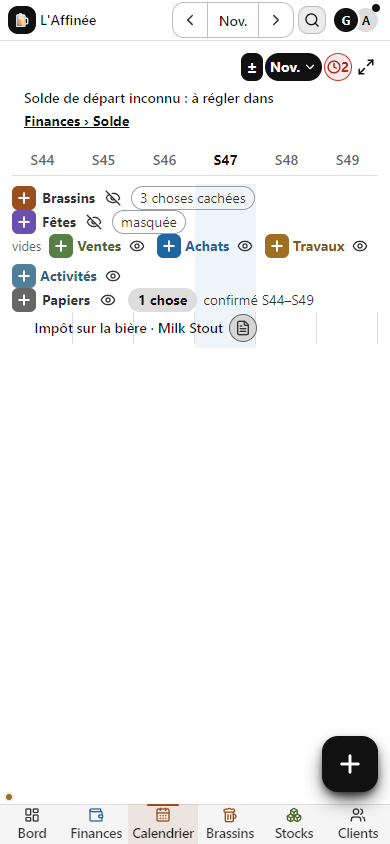 L'Affinée
Nov.
G A
± Nov. 2
Solde de départ inconnu : à régler dans
Finances › Solde
S44 S45 S46 S47 S48 S49
Brassins 3 choses cachées
Fêtes masquée
vides Ventes Achats Travaux
Activités
Papiers 1 chose confirmé S44–S49
Impôt sur la bière · Milk Stout
Bord Finances Calendrier Brassins Stocks Clients